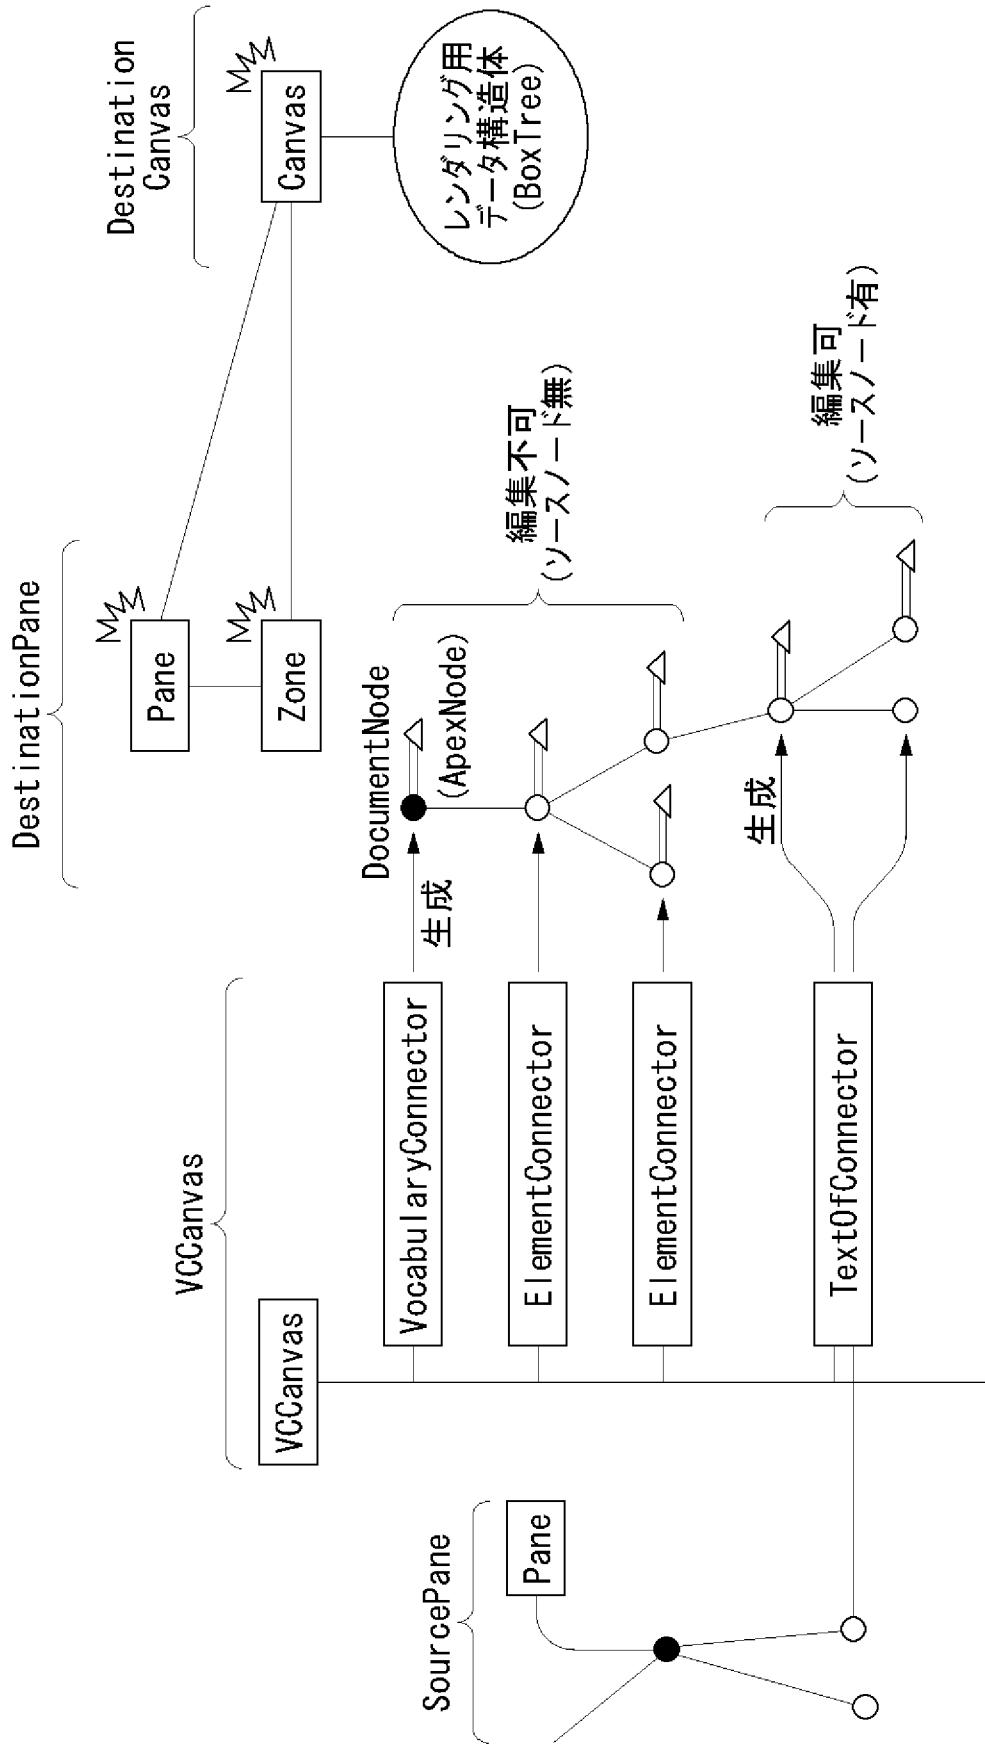 SourcePane
Pane
VCCanvas
VCCanvas
VocabularyConnector
ElementConnector
ElementConnector
TextOfConnector
DestinationPane
Pane
Zone
DocumentNode
(ApexNode)
生成
生成
編集不可
(ソースノード無)
編集可
(ソースノード有)
Destination
Canvas
Canvas
レンダリング用
データ構造体
(BoxTree)